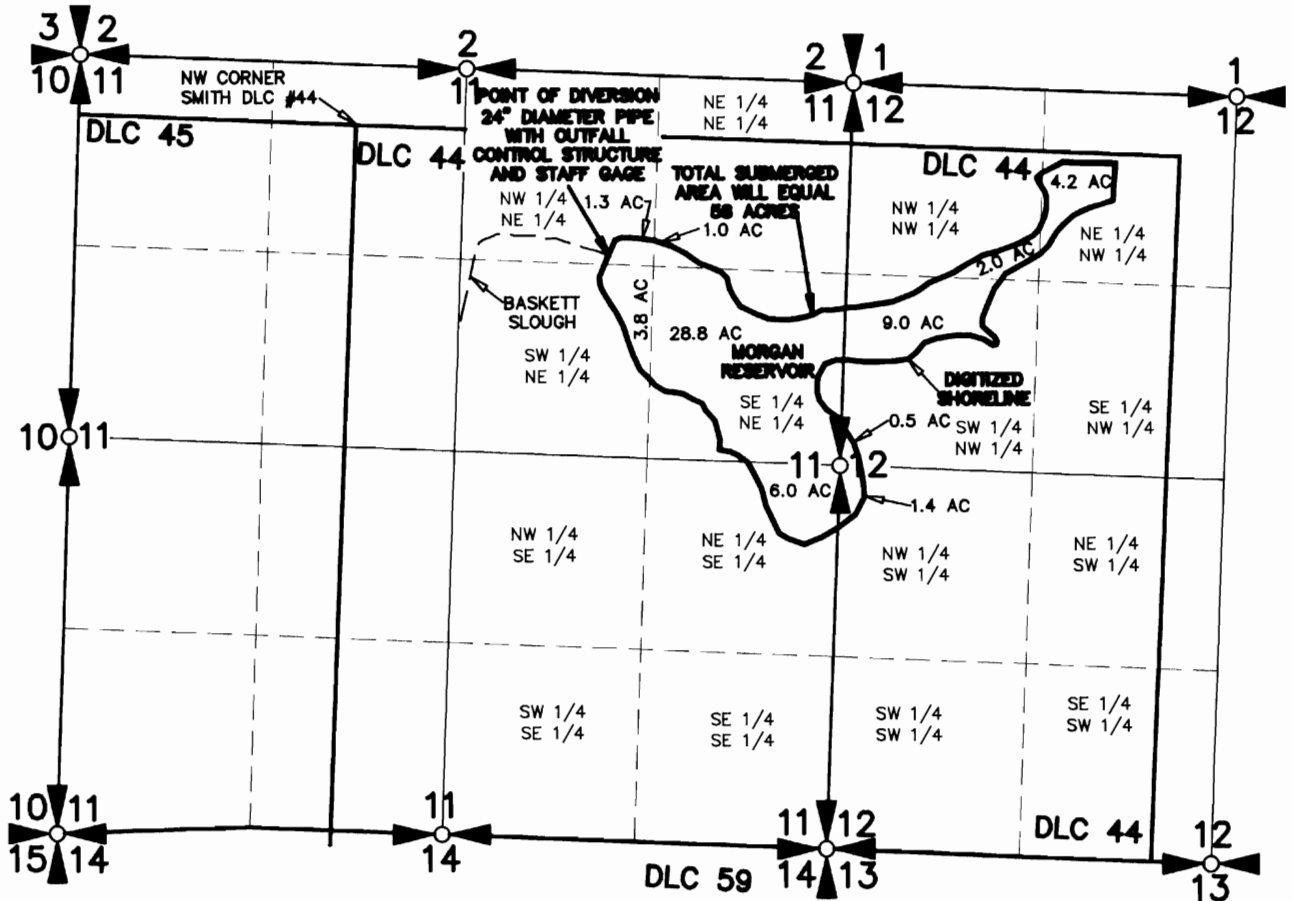 3 2
10 11
2
11
2 1
11 12
1
12
NW CORNER
SMITH DLC #44
POINT OF DIVERSION
24" DIAMETER PIPE
WITH OUTFALL
CONTROL STRUCTURE
AND STAFF GAGE
NE 1/4
NE 1/4
DLC 45
DLC 44
TOTAL SUBMERGED
AREA WILL EQUAL
58 ACRES
DLC 44
4.2 AC
NW 1/4
NE 1/4
1.3 AC
1.0 AC
NW 1/4
NW 1/4
NE 1/4
NW 1/4
2.0 AC
BASKETT
SLOUGH
3.8 AC
28.8 AC
9.0 AC
SW 1/4
NE 1/4
MORGAN
RESERVOIR
DIGITIZED
SHORELINE
SE 1/4
NE 1/4
0.5 AC
SW 1/4
NW 1/4
SE 1/4
NW 1/4
10 11
11 12
6.0 AC
1.4 AC
NW 1/4
SE 1/4
NE 1/4
SE 1/4
NW 1/4
SW 1/4
NE 1/4
SW 1/4
SW 1/4
SE 1/4
SE 1/4
SE 1/4
SW 1/4
SW 1/4
SE 1/4
SW 1/4
10 11
15 14
11
14
11 12
14 13
DLC 44
12
13
DLC 59